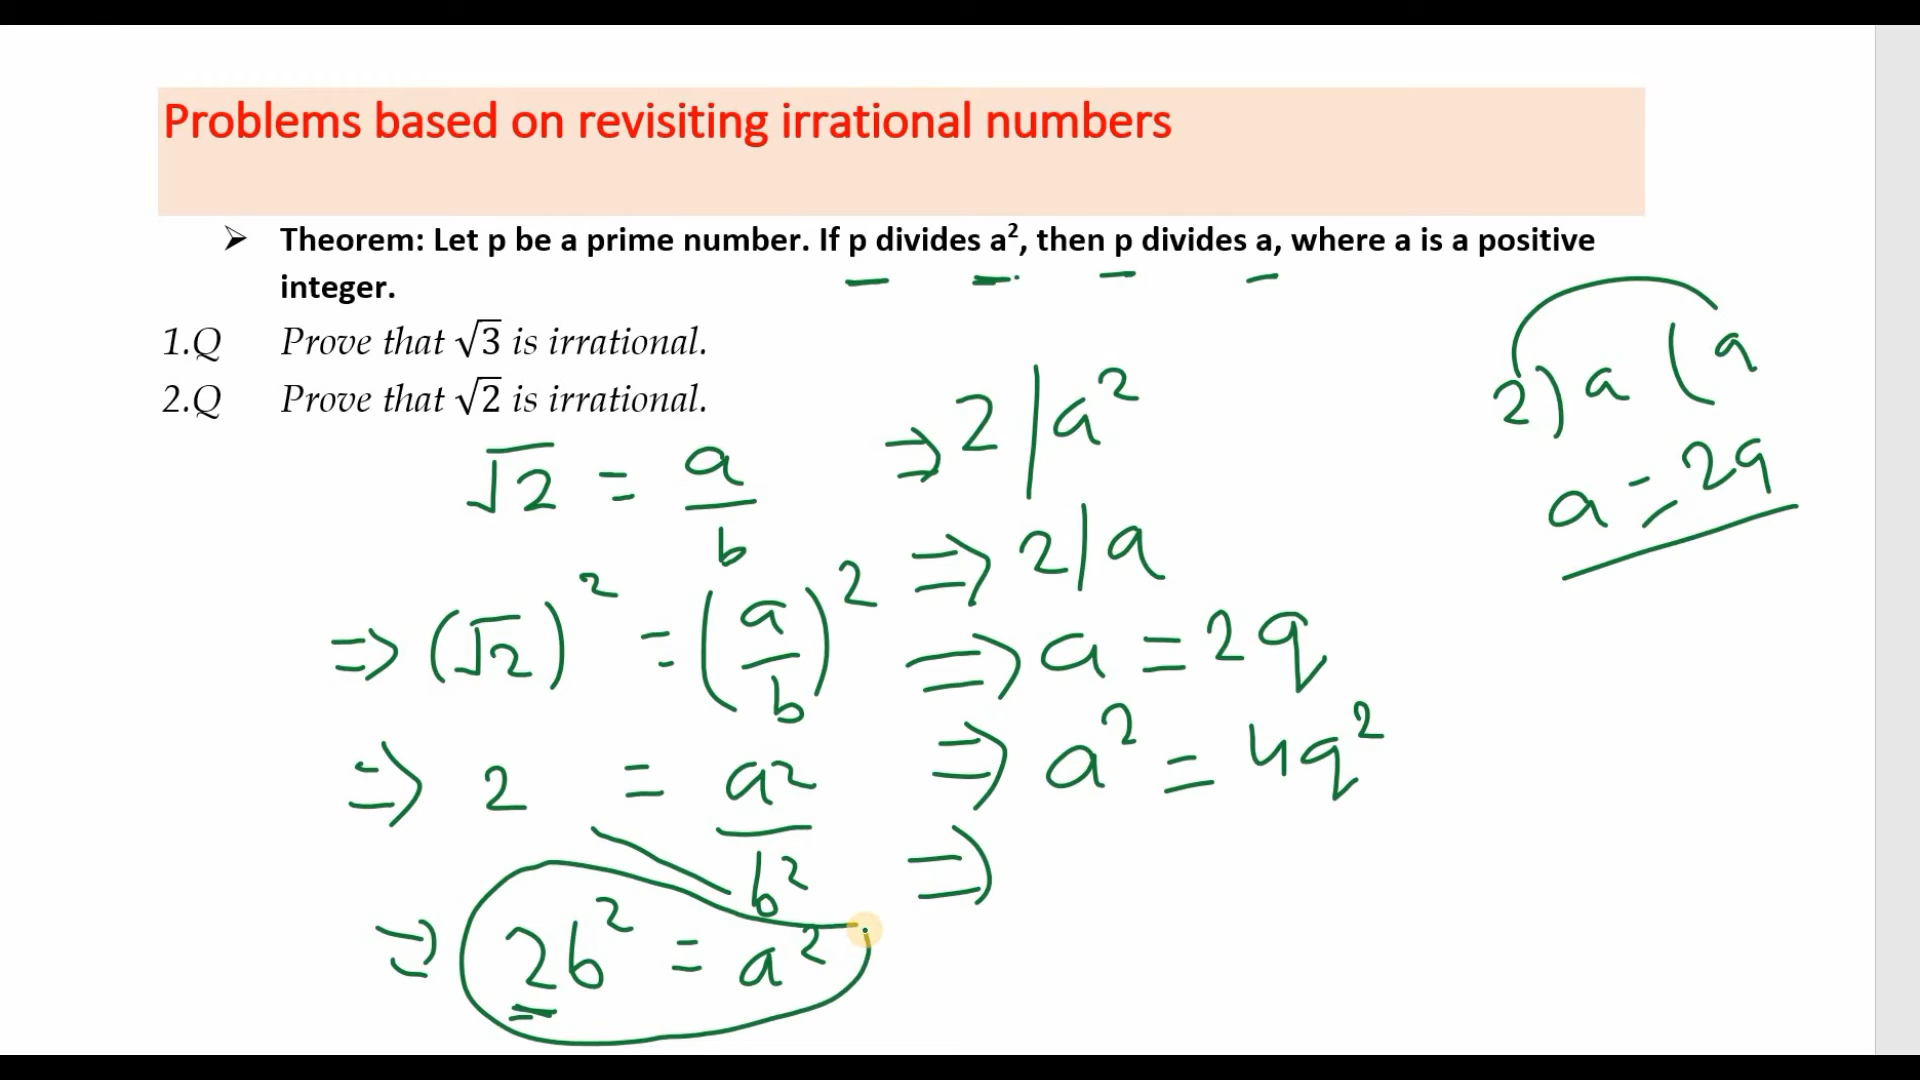 Problems based on revisiting irrational numbers
➤ Theorem: Let p be a prime number. If p divides a², then p divides a, where a is a positive
integer.
1.Q Prove that √3 is irrational.
2.Q Prove that √2 is irrational.
√2 = a/b
⇒ (√2)² = (a/b)²
⇒ 2 = a²/b²
⇒ 2b² = a²
⇒ 2|a²
⇒ 2|a
⇒ a = 2q
⇒ a² = 4q²
⇒
2)a(q
a = 2q